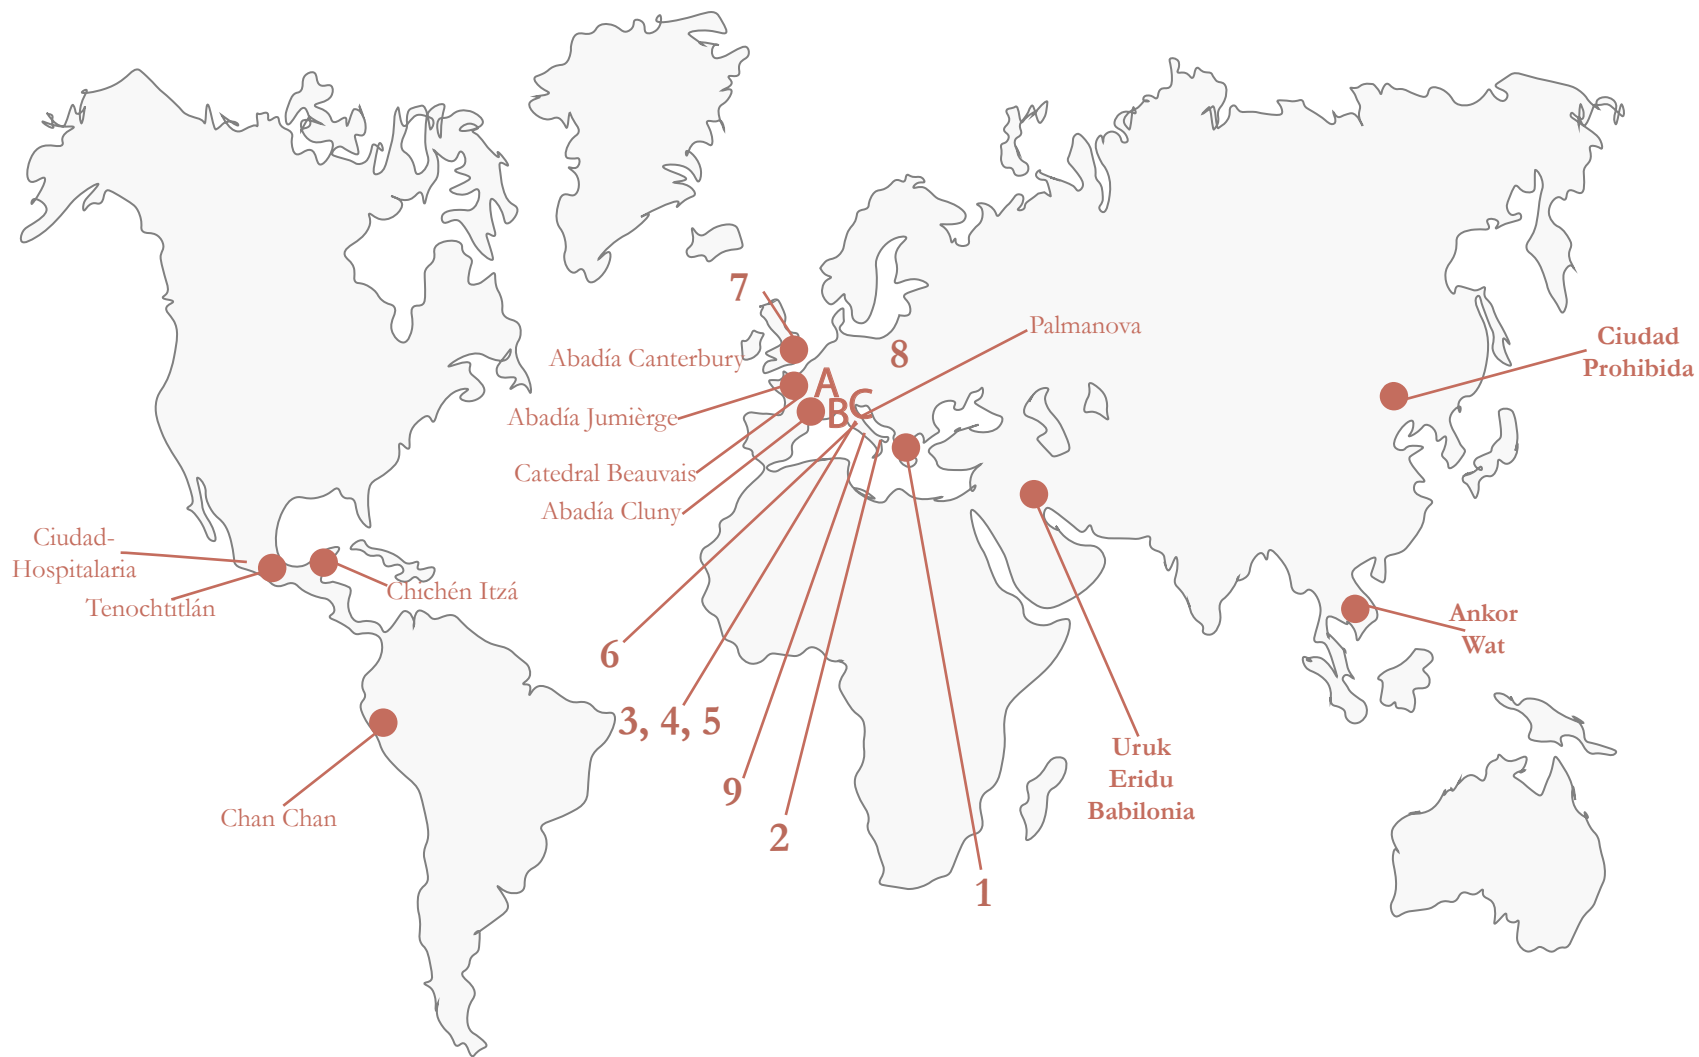 7
Palmanova
8
Ciudad
Prohibida
Abadía Canterbury
A
Abadía Jumièrge
B
C
Catedral Beauvais
Abadía Cluny
Ciudad-
Hospitalaria
Tenochtitlán
Chichén Itzá
Ankor
Wat
6
3, 4, 5
Uruk
Eridu
Babilonia
9
Chan Chan
2
1